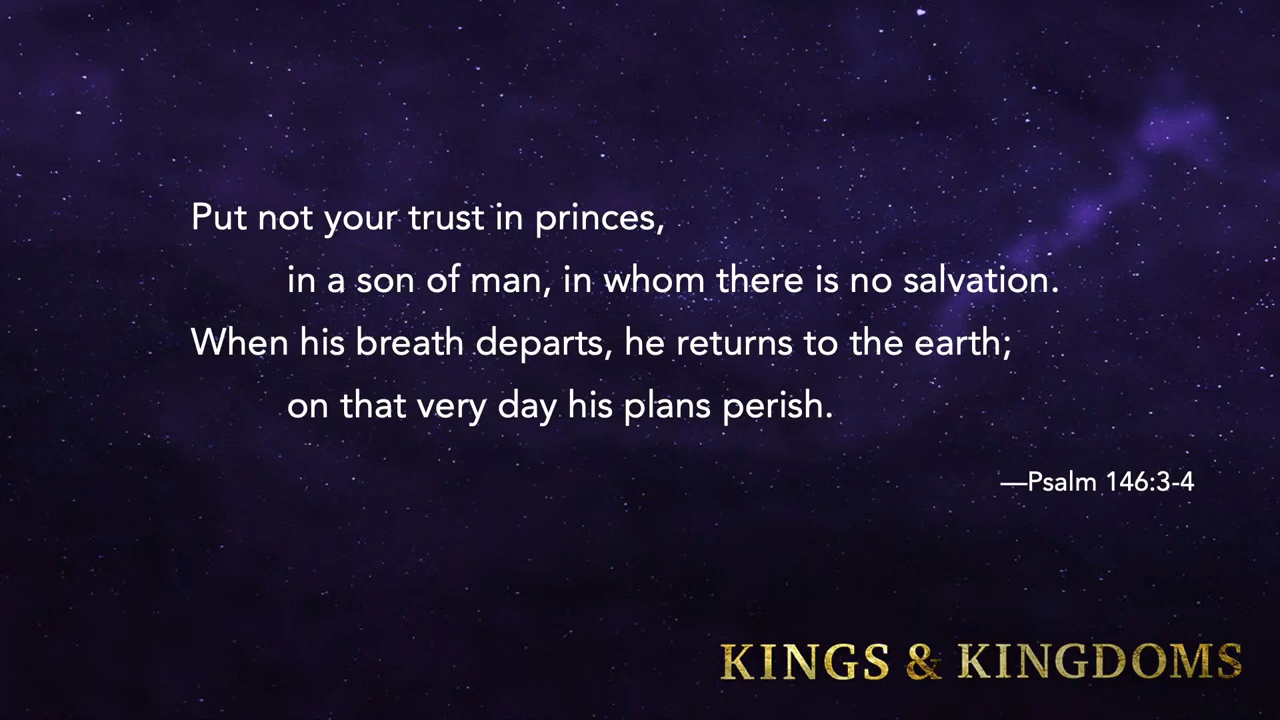 Put not your trust in princes,
in a son of man, in whom there is no salvation.
When his breath departs, he returns to the earth;
on that very day his plans perish.
—Psalm 146:3-4
KINGS & KINGDOMS